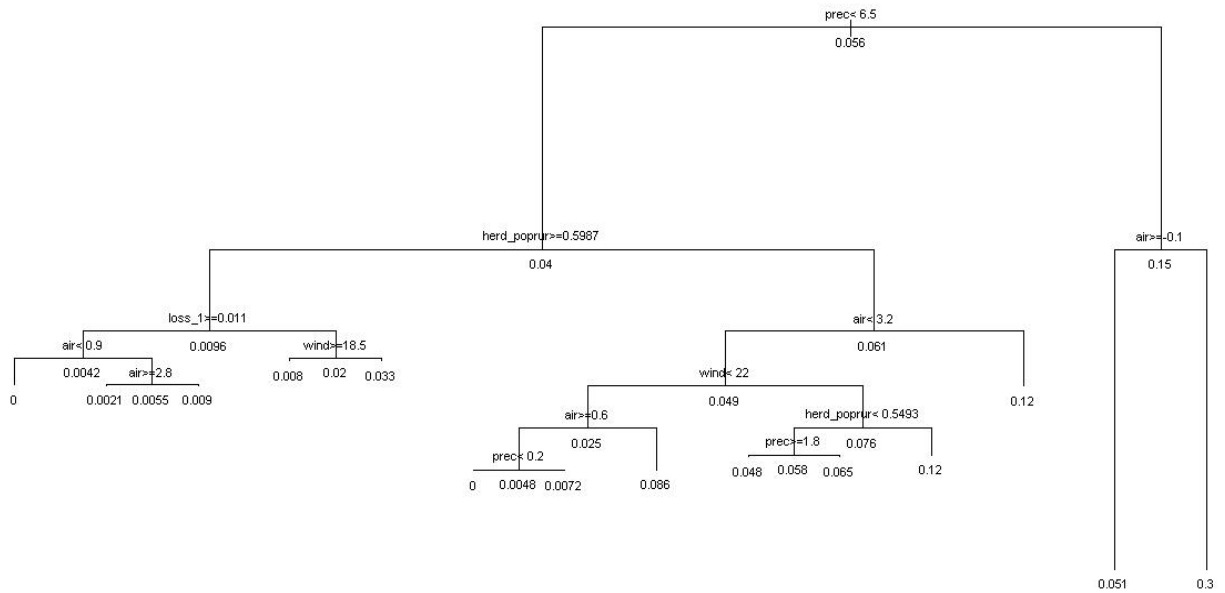 prec< 6.5
0.056
herd_poprur>=0.5987
air>=-0.1
0.04
0.15
loss_1>=0.011
air< 3.2
0.0096
0.061
air< 0.9
wind>=18.5
wind< 22
0.0042
0.02
0.049
0.12
air>=2.8
0.008
0.033
0
0.0021
0.0055
0.009
air>=0.6
herd_poprur< 0.5493
0.025
0.076
prec< 0.2
prec>=1.8
0
0.0048
0.0072
0.086
0.048
0.058
0.065
0.12
0.051
0.3